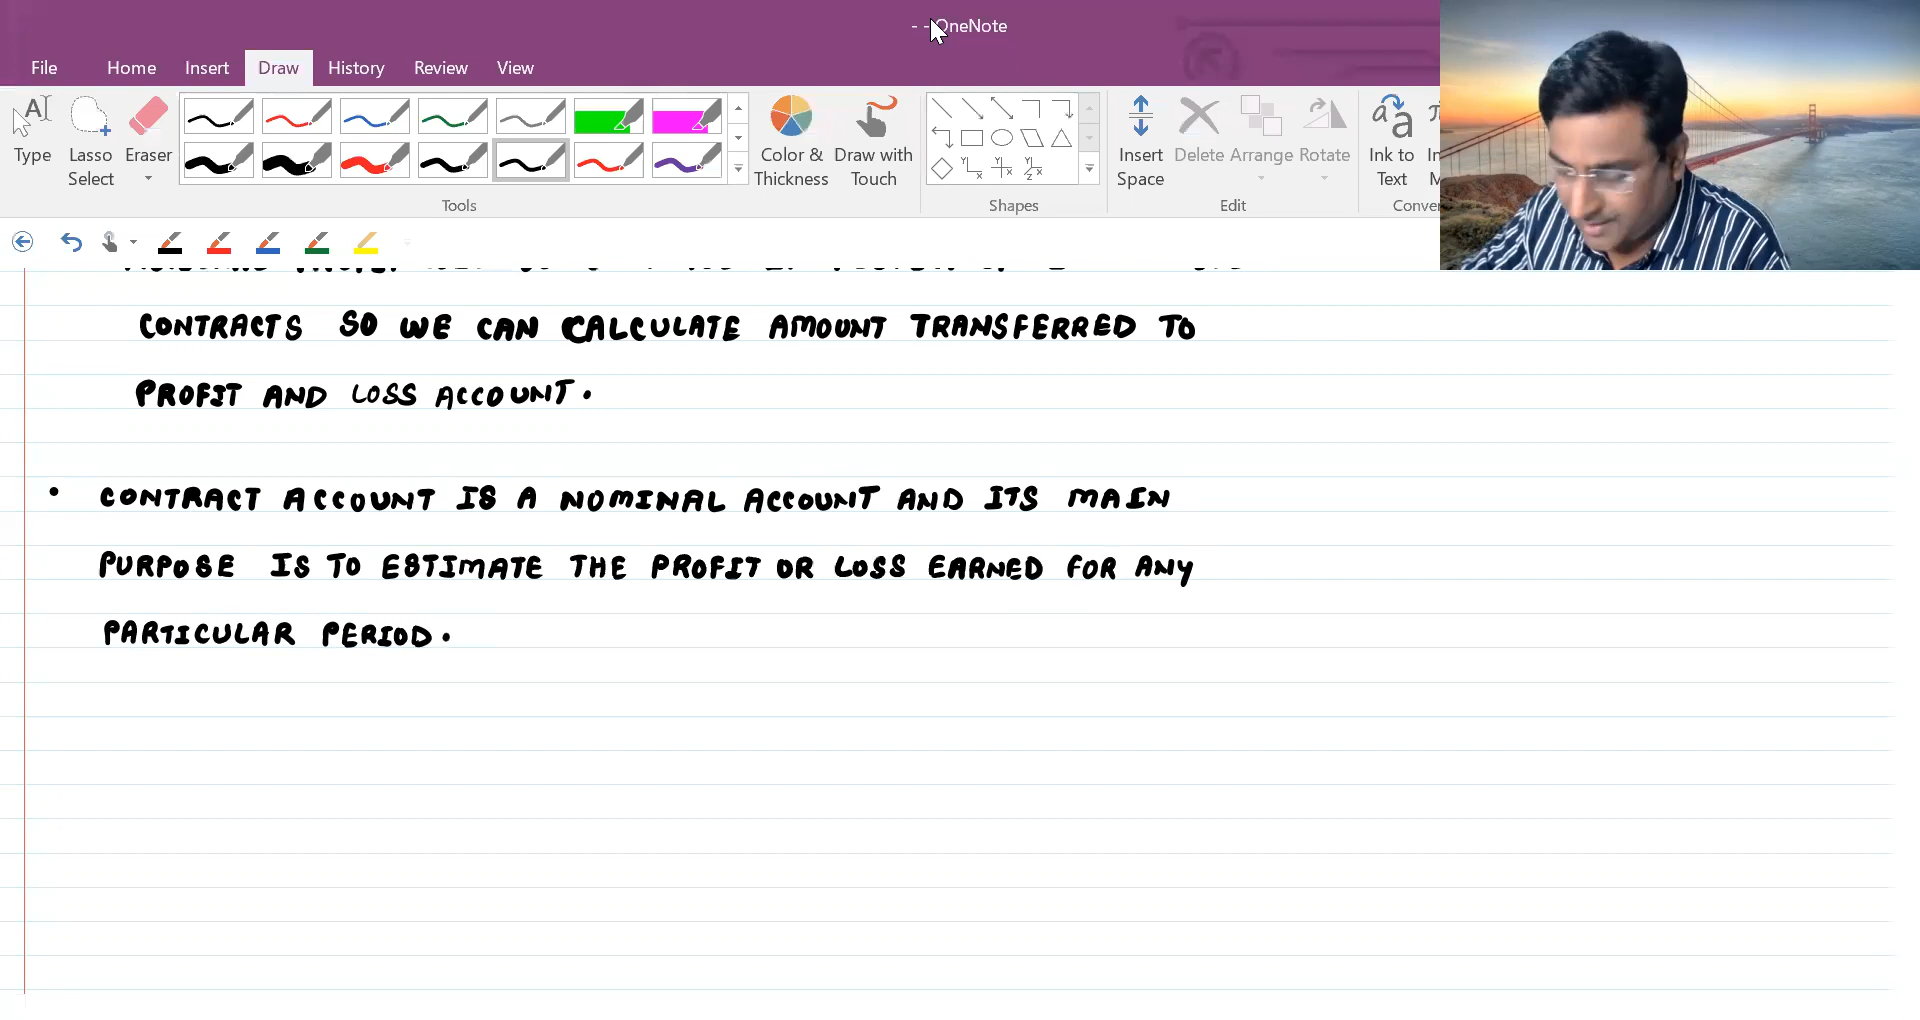 - - OneNote
File Home Insert Draw History Review View
Type Lasso Select Eraser Color & Thickness Draw with Touch Insert Space Delete Arrange Rotate Ink to Text
Tools Shapes Edit
CONTRACTS SO WE CAN CALCULATE AMOUNT TRANSFERRED TO
PROFIT AND LOSS ACCOUNT.
• CONTRACT ACCOUNT IS A NOMINAL ACCOUNT AND ITS MAIN
PURPOSE IS TO ESTIMATE THE PROFIT OR LOSS EARNED FOR ANY
PARTICULAR PERIOD.